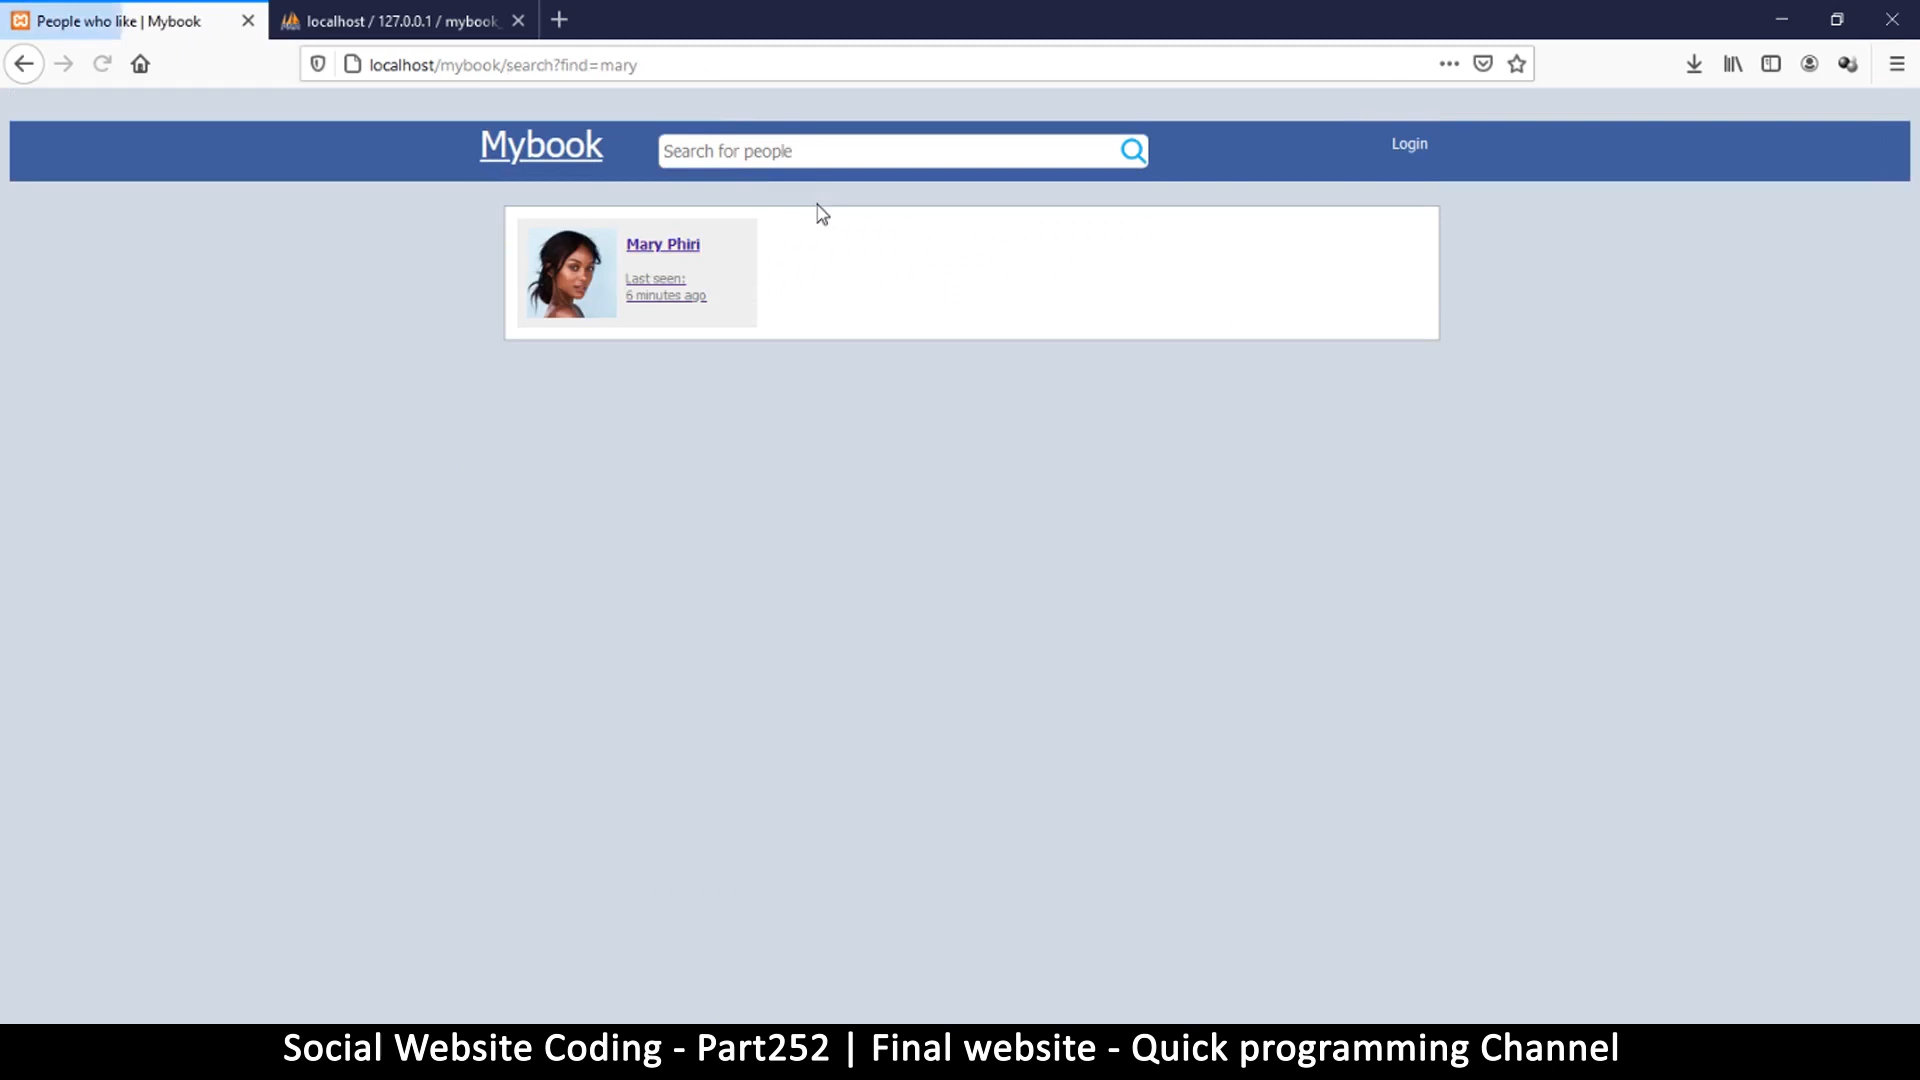 People who like | Mybook
localhost / 127.0.0.1 / mybook
localhost/mybook/search?find=mary
Mybook
Search for people
Login
Mary Phiri
Last seen:
6 minutes ago
Social Website Coding - Part252 | Final website - Quick programming Channel